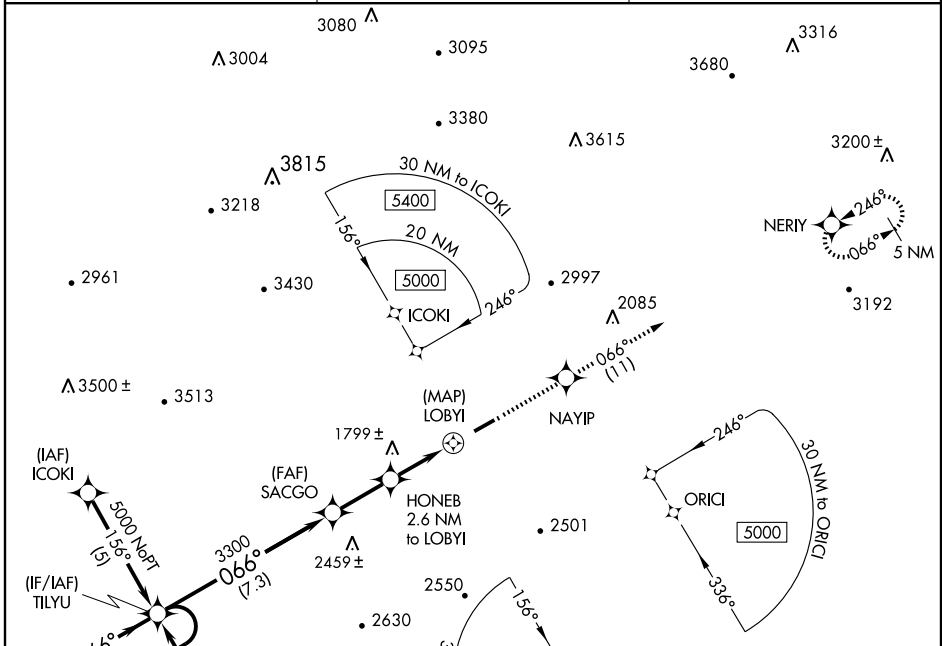 3080
3004
3095
3316
3680
3380
3615
3200 ±
3815
30 NM to ICOKI
5400
3218
156°
20 NM
246°
NERIY
066°
5 NM
5000
2961
3430
ICOKI
246°
2997
2085
3192
066°
(11)
3500 ±
3513
(MAP)
LOBYI
NAYIP
1799 ±
(IAF)
ICOKI
(FAF)
SACGO
246°
30 NM to ORICI
HONEB
2.6 NM
to LOBYI
ORICI
5000 NoPT
156°
(5)
2501
5000
3300
066°
(7.3)
2459 ±
(IF/IAF)
TILYU
2550
156°
336°
2630